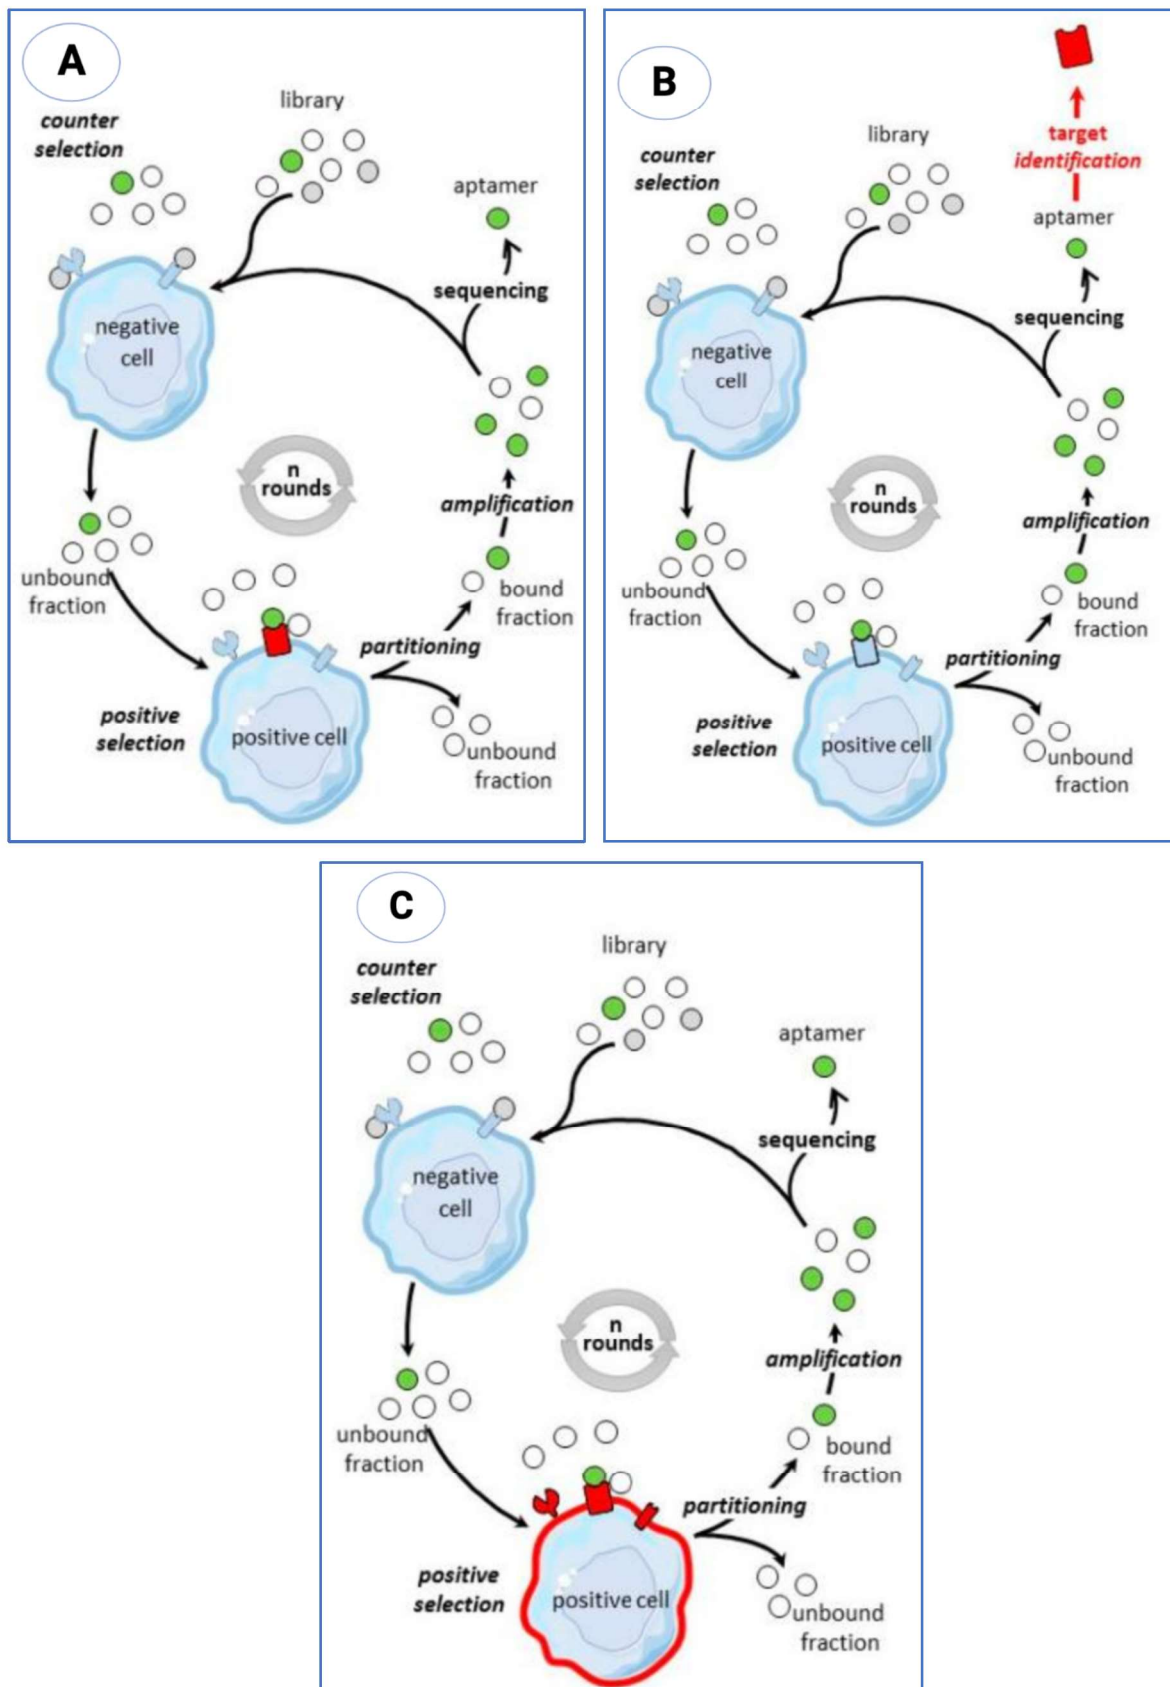 A
library
counter
selection
aptamer
sequencing
negative
cell
n
rounds
amplification
unbound
fraction
bound
fraction
partitioning
positive
selection
positive cell
unbound
fraction
B
target
identification
library
counter
selection
aptamer
sequencing
negative
cell
n
rounds
amplification
unbound
fraction
bound
fraction
partitioning
positive
selection
positive cell
unbound
fraction
C
library
counter
selection
aptamer
sequencing
negative
cell
n
rounds
amplification
unbound
fraction
bound
fraction
partitioning
positive
selection
positive cell
unbound
fraction